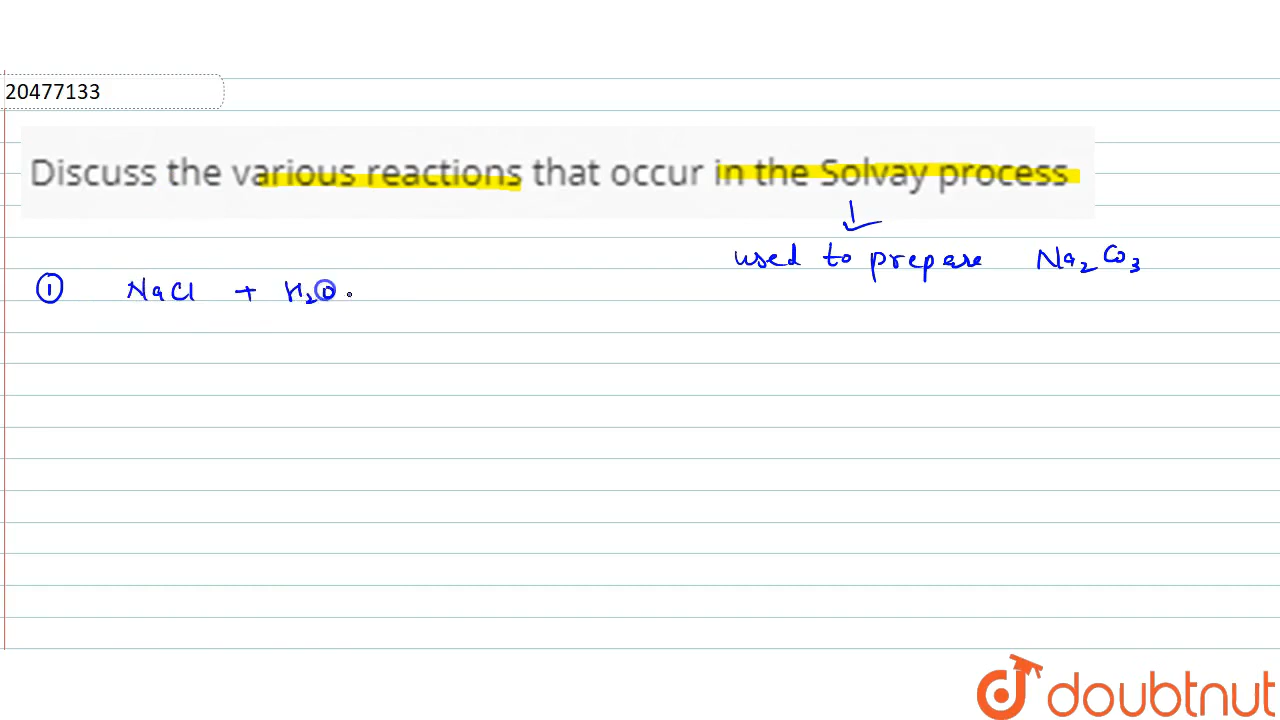 20477133
Discuss the various reactions that occur in the Solvay process
used to prepare Na2CO3
① NaCl + H2O
doubtnut